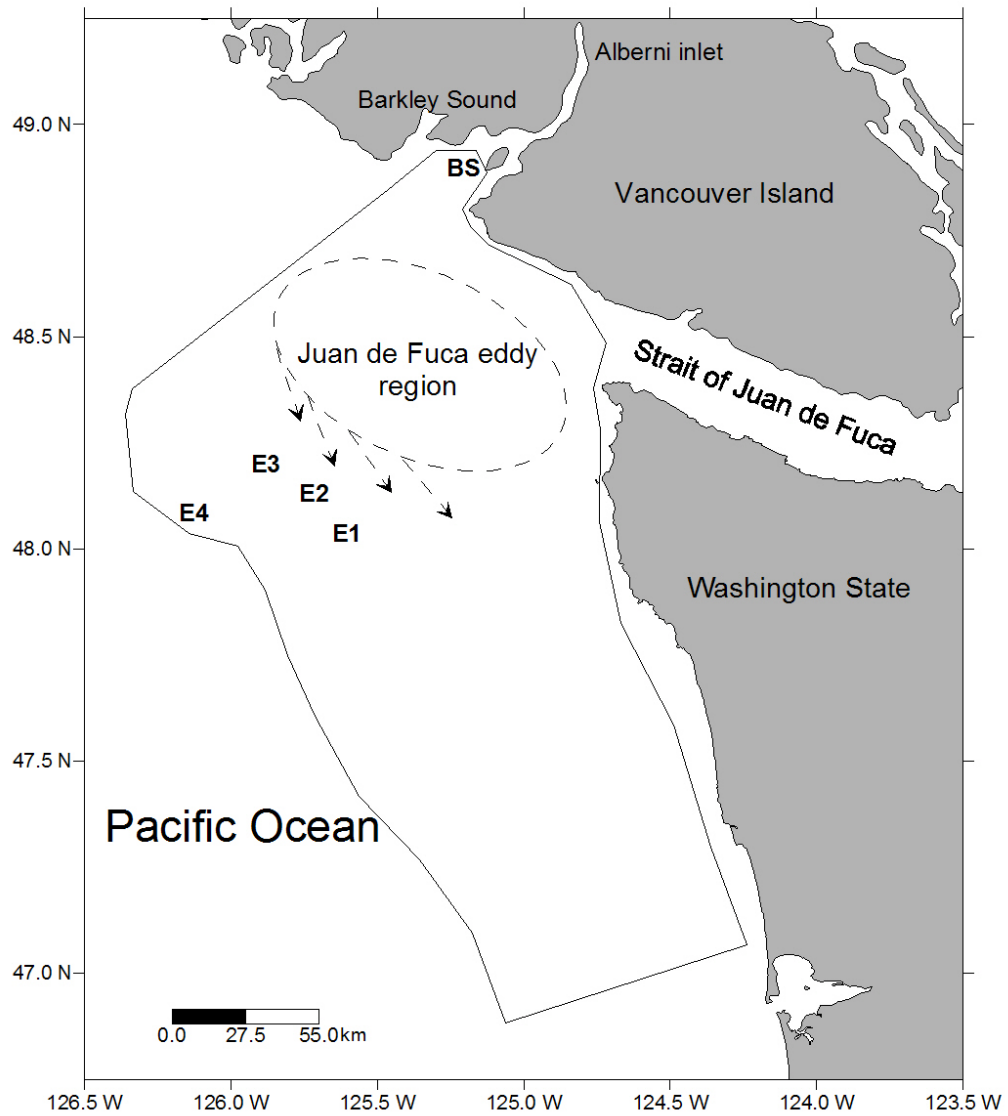 Alberni inlet
Barkley Sound
49.0 N
BS
Vancouver Island
48.5 N
Juan de Fuca eddy
region
Strait of Juan de Fuca
E3
E2
E4
E1
48.0 N
Washington State
47.5 N
Pacific Ocean
47.0 N
0.0 27.5 55.0 km
126.5 W 126.0 W 125.5 W 125.0 W 124.5 W 124.0 W 123.5 W